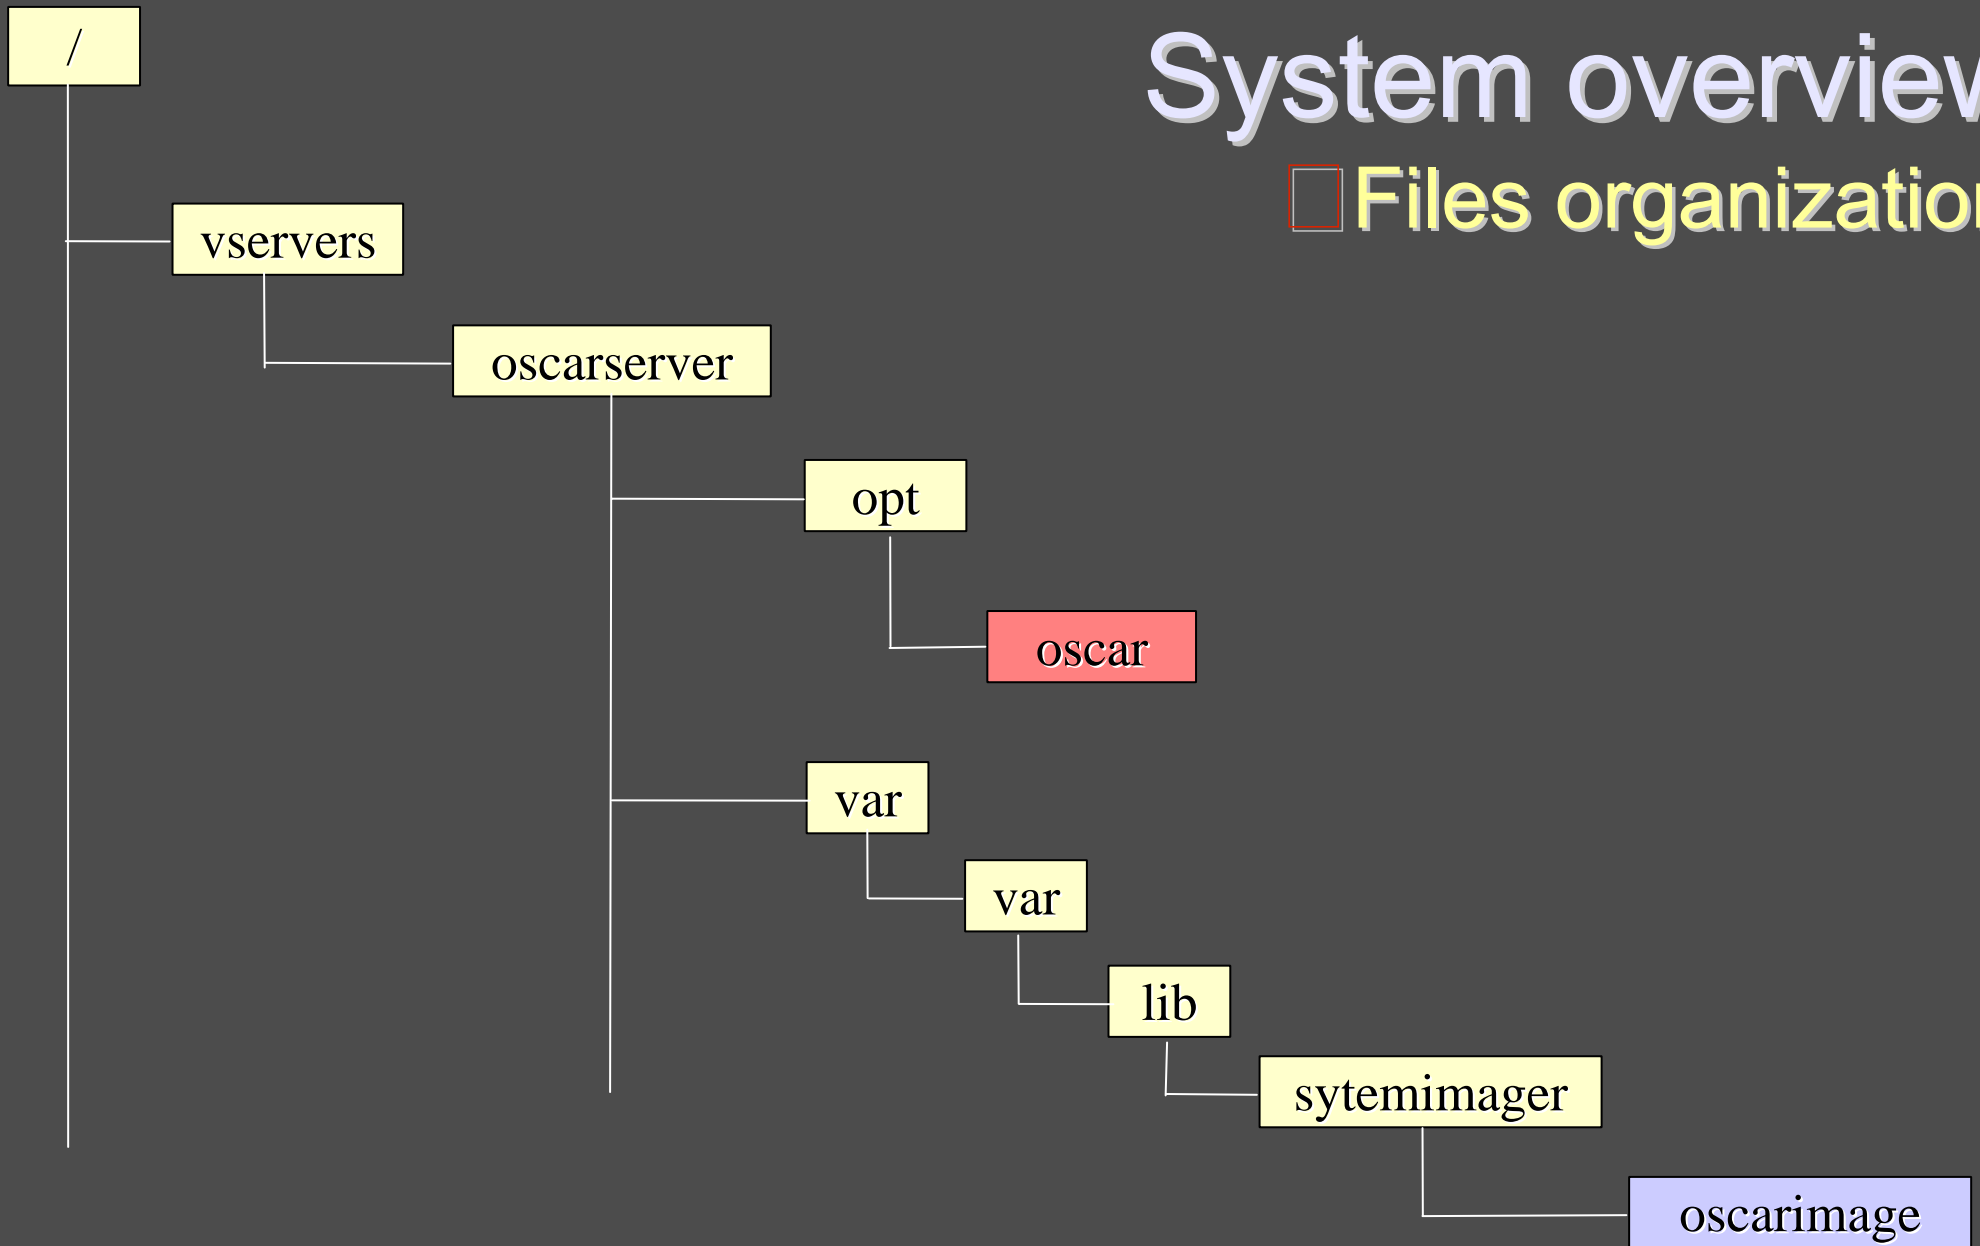 /
System overview
Files organization
vservers
oscarserver
opt
oscar
var
var
lib
sytemimager
oscarimage